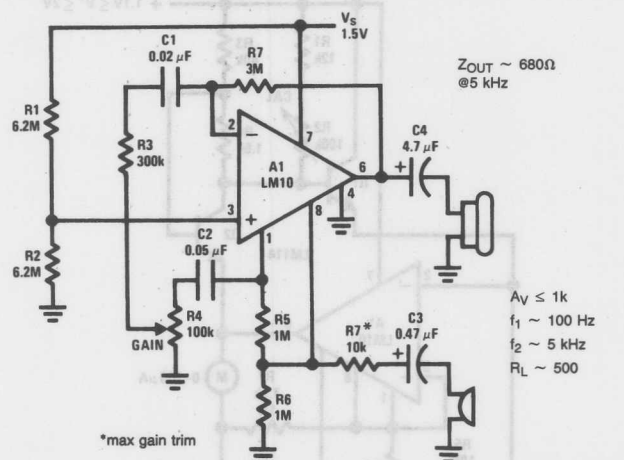 VS
1.5V
C1
0.02 µF
R7
3M
ZOUT ~ 680Ω
@5 kHz
R1
6.2M
R3
300k
2
−
7
A1
LM10
6
+
C4
4.7 µF
3
+
4
8
1
R2
6.2M
C2
0.05 µF
R4
100k
GAIN
R5
1M
R7*
10k
+
C3
0.47 µF
AV ≤ 1k
f1 ~ 100 Hz
f2 ~ 5 kHz
RL ~ 500
R6
1M
*max gain trim